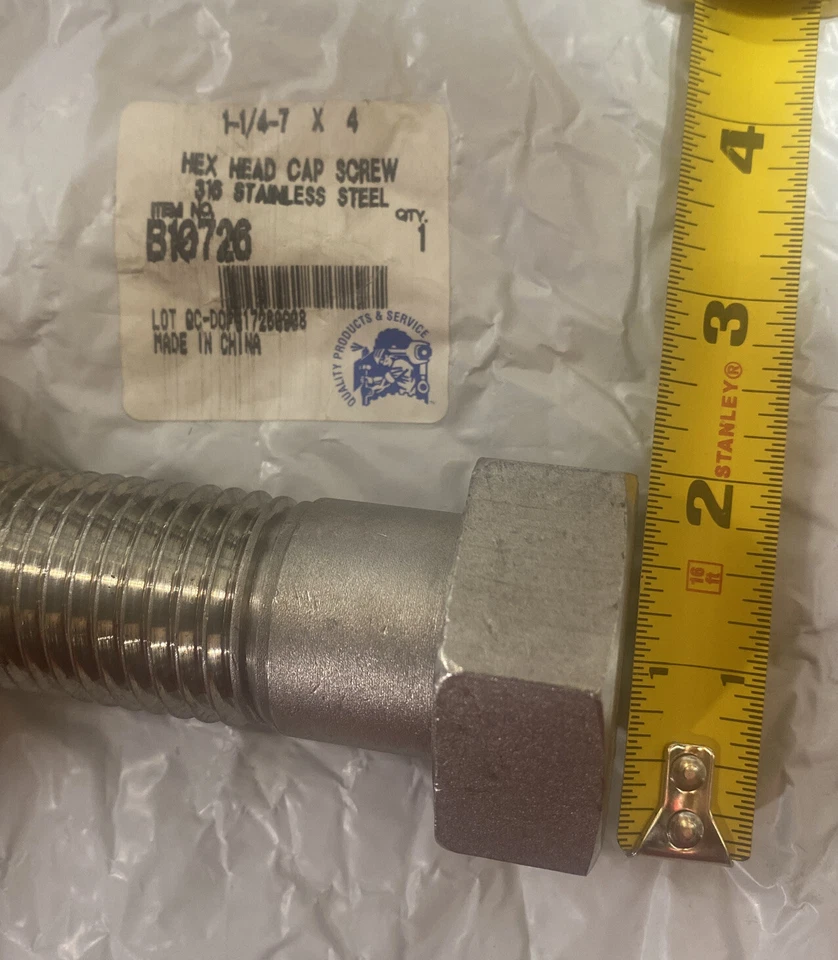 1-1/4-7 X 4
HEX HEAD CAP SCREW
316 STAINLESS STEEL
ITEM NO.
B10726
QTY.
1
LOT
MADE IN CHINA
QUALITY PRODUCTS & SERVICE
4
3
STANLEY®
2
16 ft
1 1